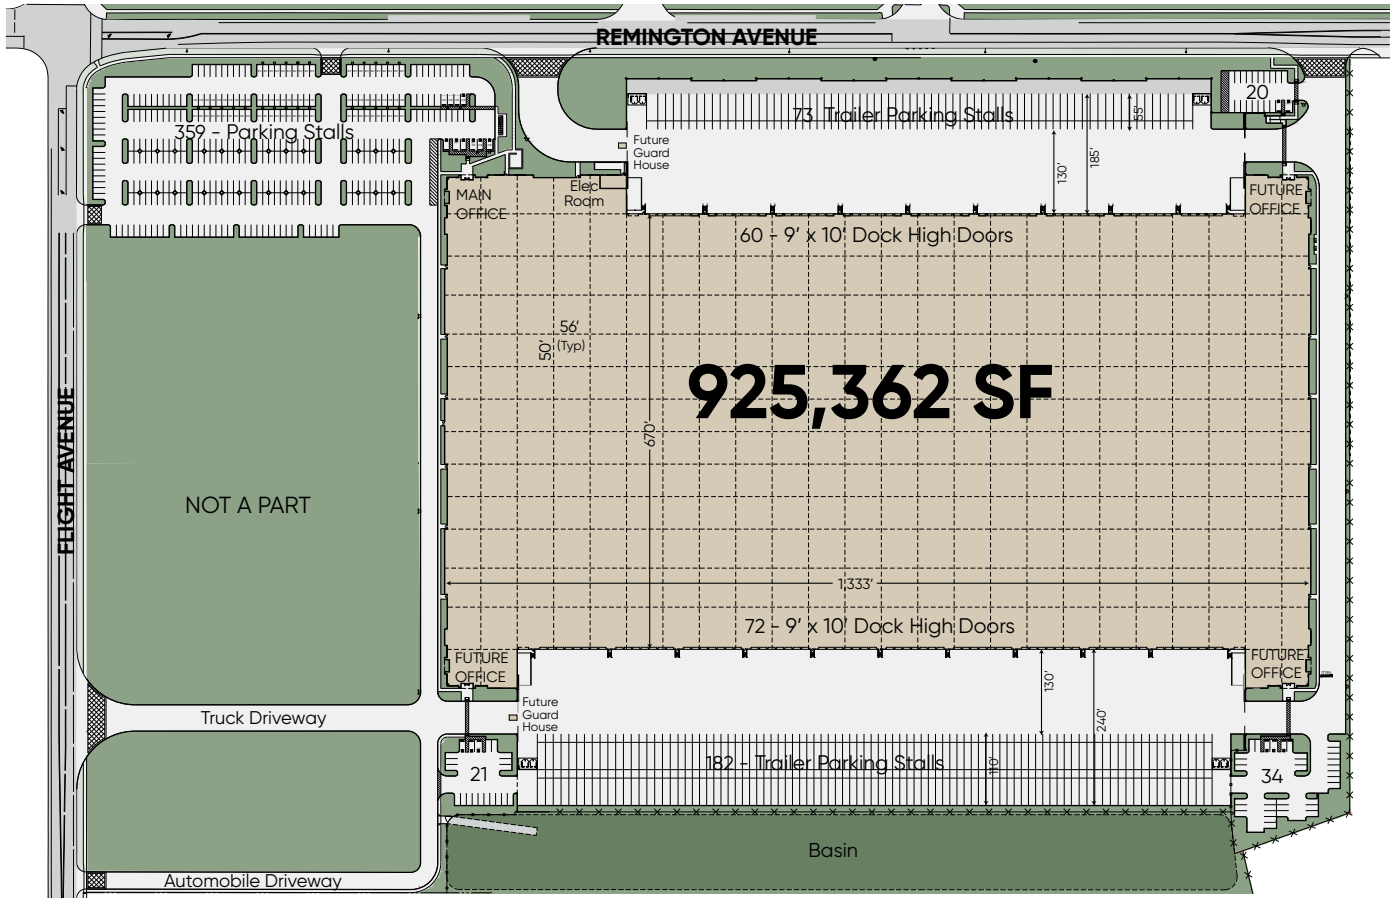 REMINGTON AVENUE
20
73 Trailer Parking Stalls
55'
359 - Parking Stalls
Future
Guard
House
130'
185'
MAIN
OFFICE
Elec
Room
FUTURE
OFFICE
60 - 9' x 10' Dock High Doors
56'
(Typ)
50'
925,362 SF
670'
FLIGHT AVENUE
NOT A PART
1,333'
72 - 9' x 10' Dock High Doors
FUTURE
OFFICE
FUTURE
OFFICE
130'
240'
Truck Driveway
Future
Guard
House
182 - Trailer Parking Stalls
110'
21
34
Basin
Automobile Driveway